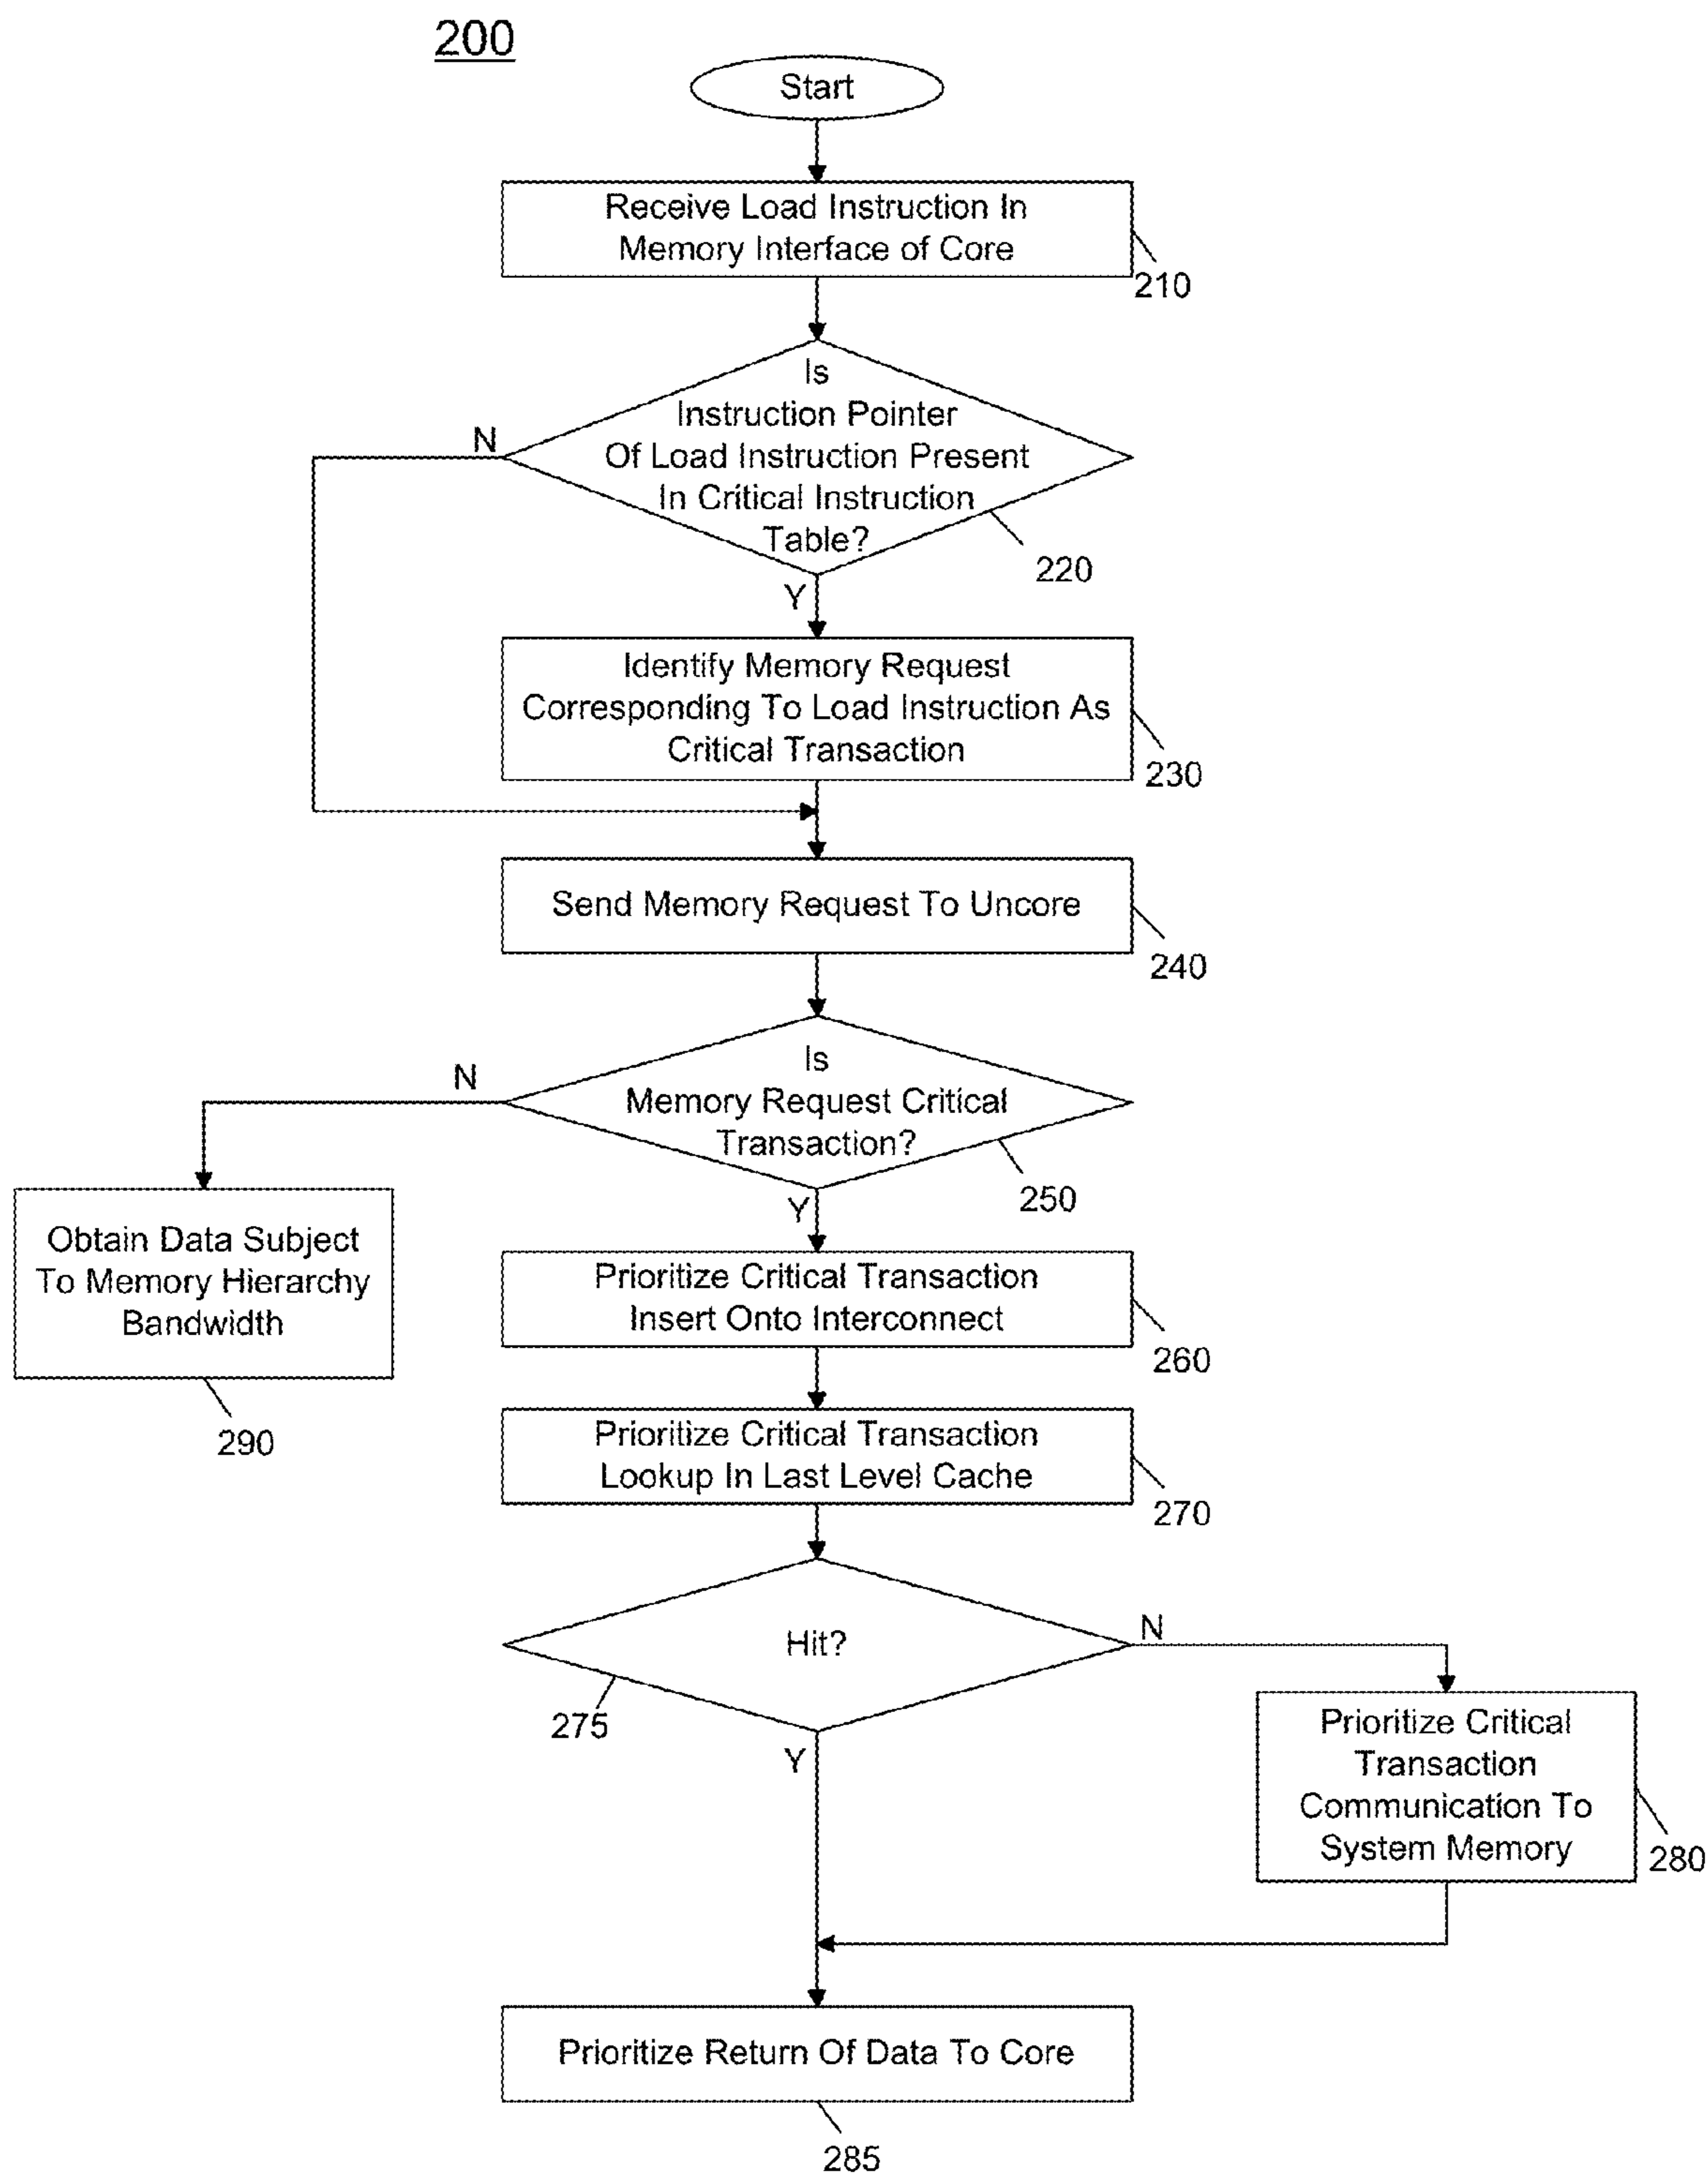 200
Start
Receive Load Instruction In
Memory Interface of Core
210
Is
Instruction Pointer
Of Load Instruction Present
In Critical Instruction
Table?
N
220
Y
Identify Memory Request
Corresponding To Load Instruction As
Critical Transaction
230
Send Memory Request To Uncore
240
Is
Memory Request Critical
Transaction?
N
250
Y
Obtain Data Subject
To Memory Hierarchy
Bandwidth
290
Prioritize Critical Transaction
Insert Onto Interconnect
260
Prioritize Critical Transaction
Lookup In Last Level Cache
270
Hit?
N
275
Y
Prioritize Critical
Transaction
Communication To
System Memory
280
Prioritize Return Of Data To Core
285